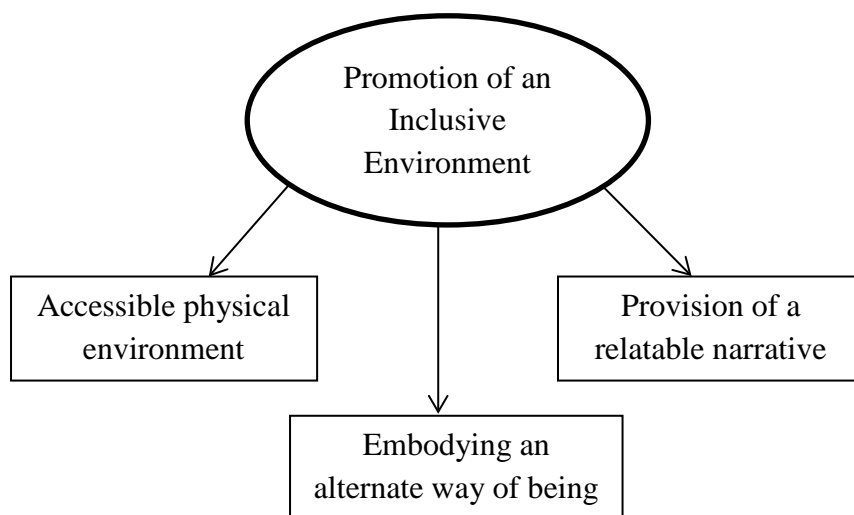 Promotion of an
Inclusive
Environment
Accessible physical
environment
Provision of a
relatable narrative
Embodying an
alternate way of being